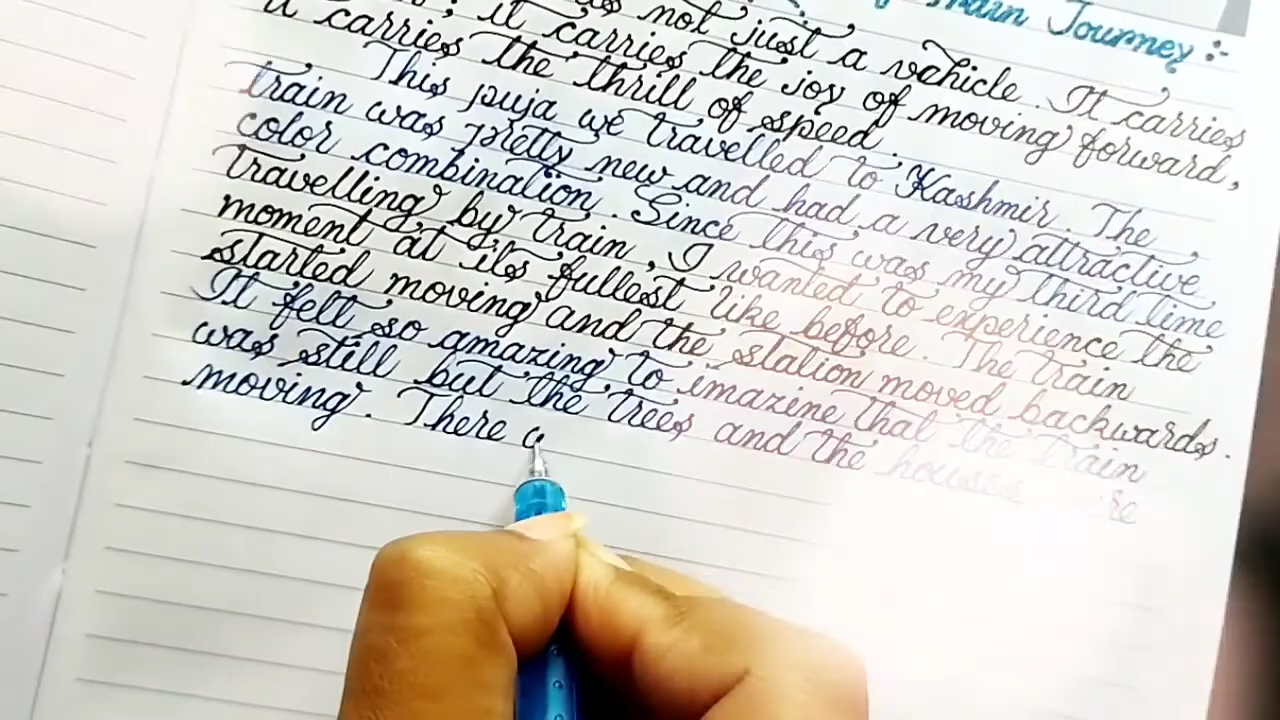 Train Journey :-
not just a vehicle. It carries
it carries the joy of moving forward,
it carries the thrill of speed.
This puja we travelled to Kashmir. The
train was pretty new and had a very attractive
color combination. Since this was my third time
travelling by train, I wanted to experience the
moment at its fullest like before. The train
started moving and the station moved backwards.
It felt so amazing to imazine that the train
was still but the trees and the houses
moving. There